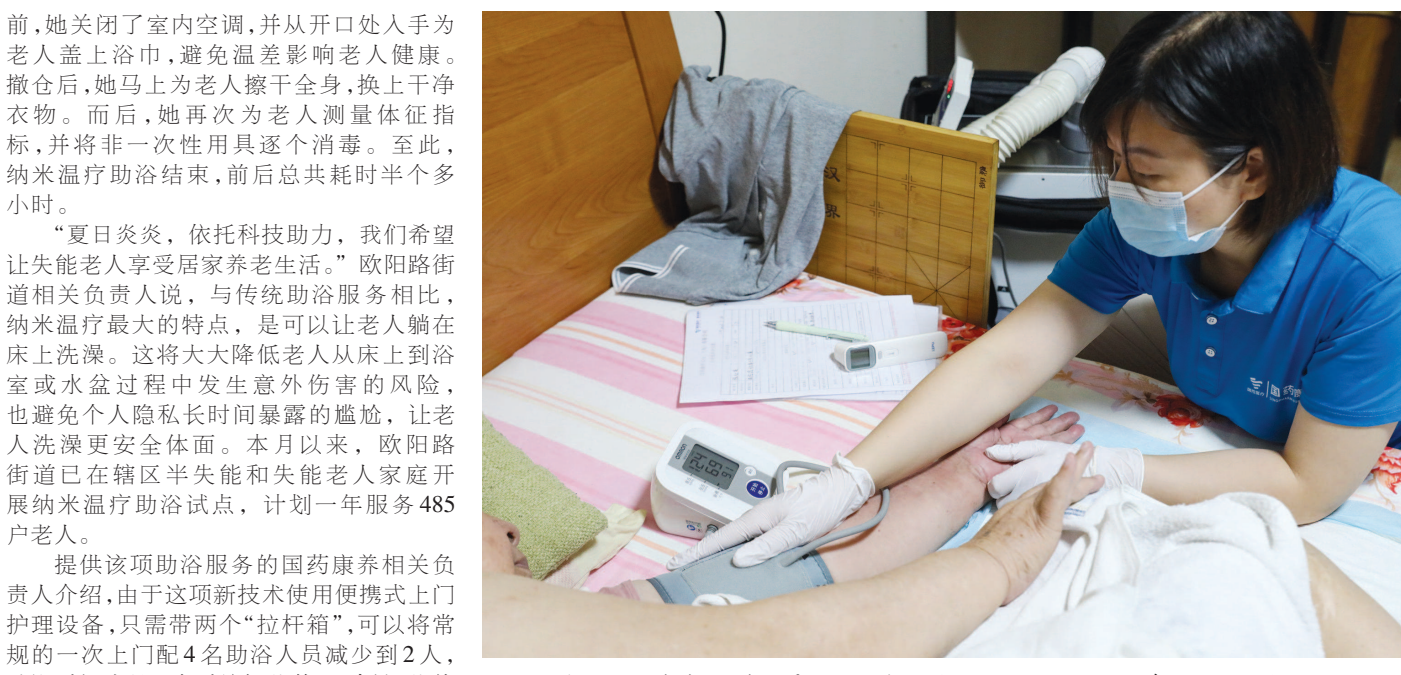 前,她关闭了室内空调,并从开口处入手为
老人盖上浴巾,避免温差影响老人健康。
撤仓后,她马上为老人擦干全身,换上干净
衣物。而后,她再次为老人测量体征指
标,并将非一次性用具逐个消毒。至此,
纳米温疗助浴结束,前后总共耗时半个多
小时。
“夏日炎炎，依托科技助力，我们希望
让失能老人享受居家养老生活。”欧阳路街
道相关负责人说，与传统助浴服务相比，
纳米温疗最大的特点，是可以让老人躺在
床上洗澡。这将大大降低老人从床上到浴
室或水盆过程中发生意外伤害的风险，
也避免个人隐私长时间暴露的尴尬，让老
人洗澡更安全体面。本月以来，欧阳路
街道已在辖区半失能和失能老人家庭开
展纳米温疗助浴试点，计划一年服务485
户老人。
提供该项助浴服务的国药康养相关负
责人介绍,由于这项新技术使用便携式上门
护理设备,只需带两个“拉杆箱”,可以将常
规的一次上门配4名助浴人员减少到2人,
汉
界
国药